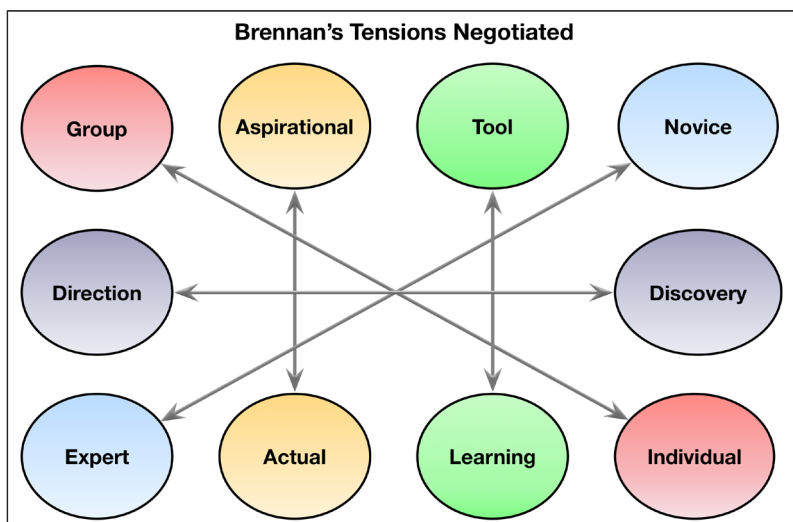 Brennan’s Tensions Negotiated
Group
Aspirational
Tool
Novice
Direction
Discovery
Expert
Actual
Learning
Individual